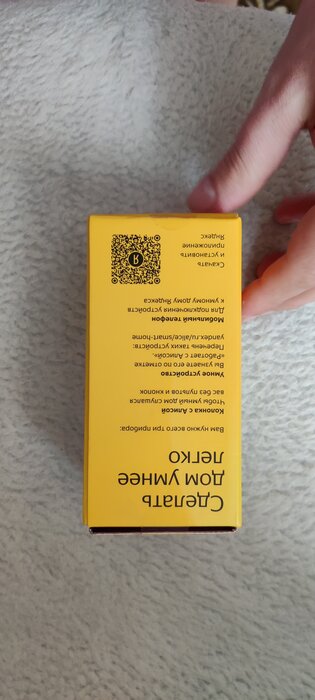 Сделать
дом умнее
легко
Вам нужно всего три прибора:
Колонка с Алисой
Чтобы умный дом слушался
вас без пультов и кнопок
Умное устройство
Вы узнаете его по отметке
«Работает с Алисой».
Перечень таких устройств:
yandex.ru/alice/smart-home
Мобильный телефон
Для подключения устройств
к умному дому Яндекса
Скачать
и установить
приложение
Яндекс
Я